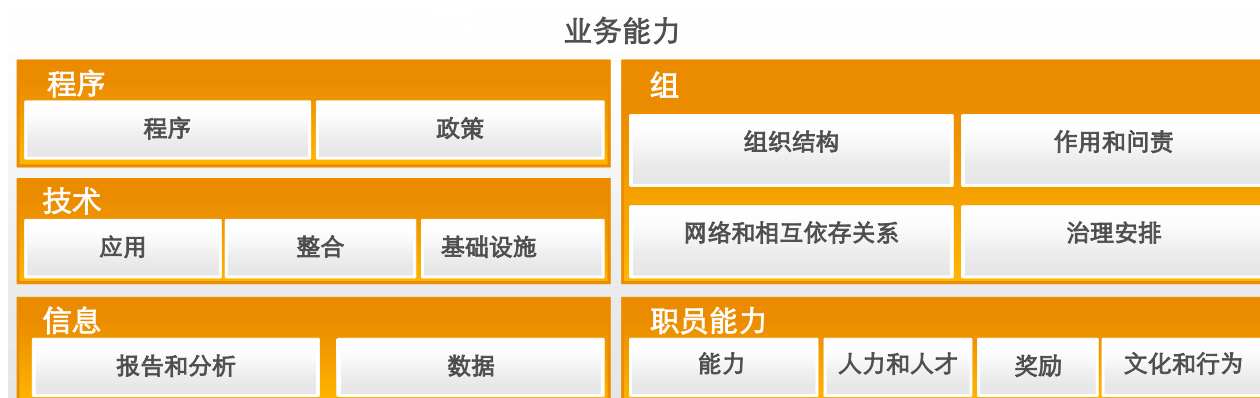 业务能力
程序
程序
政策
技术
应用
整合
基础设施
信息
报告和分析
数据
组
组织结构
作用和问责
网络和相互依存关系
治理安排
职员能力
能力
人力和人才
奖励
文化和行为